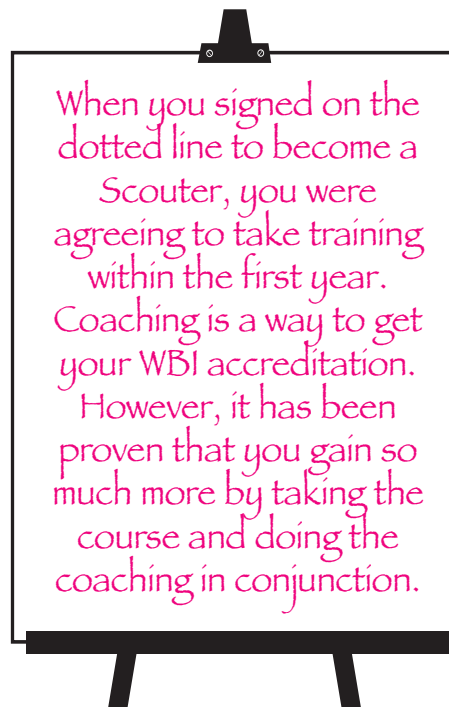 When you signed on the
dotted line to become a
Scouter, you were
agreeing to take training
within the first year.
Coaching is a way to get
your WBI accreditation.
However, it has been
proven that you gain so
much more by taking the
course and doing the
coaching in conjunction.